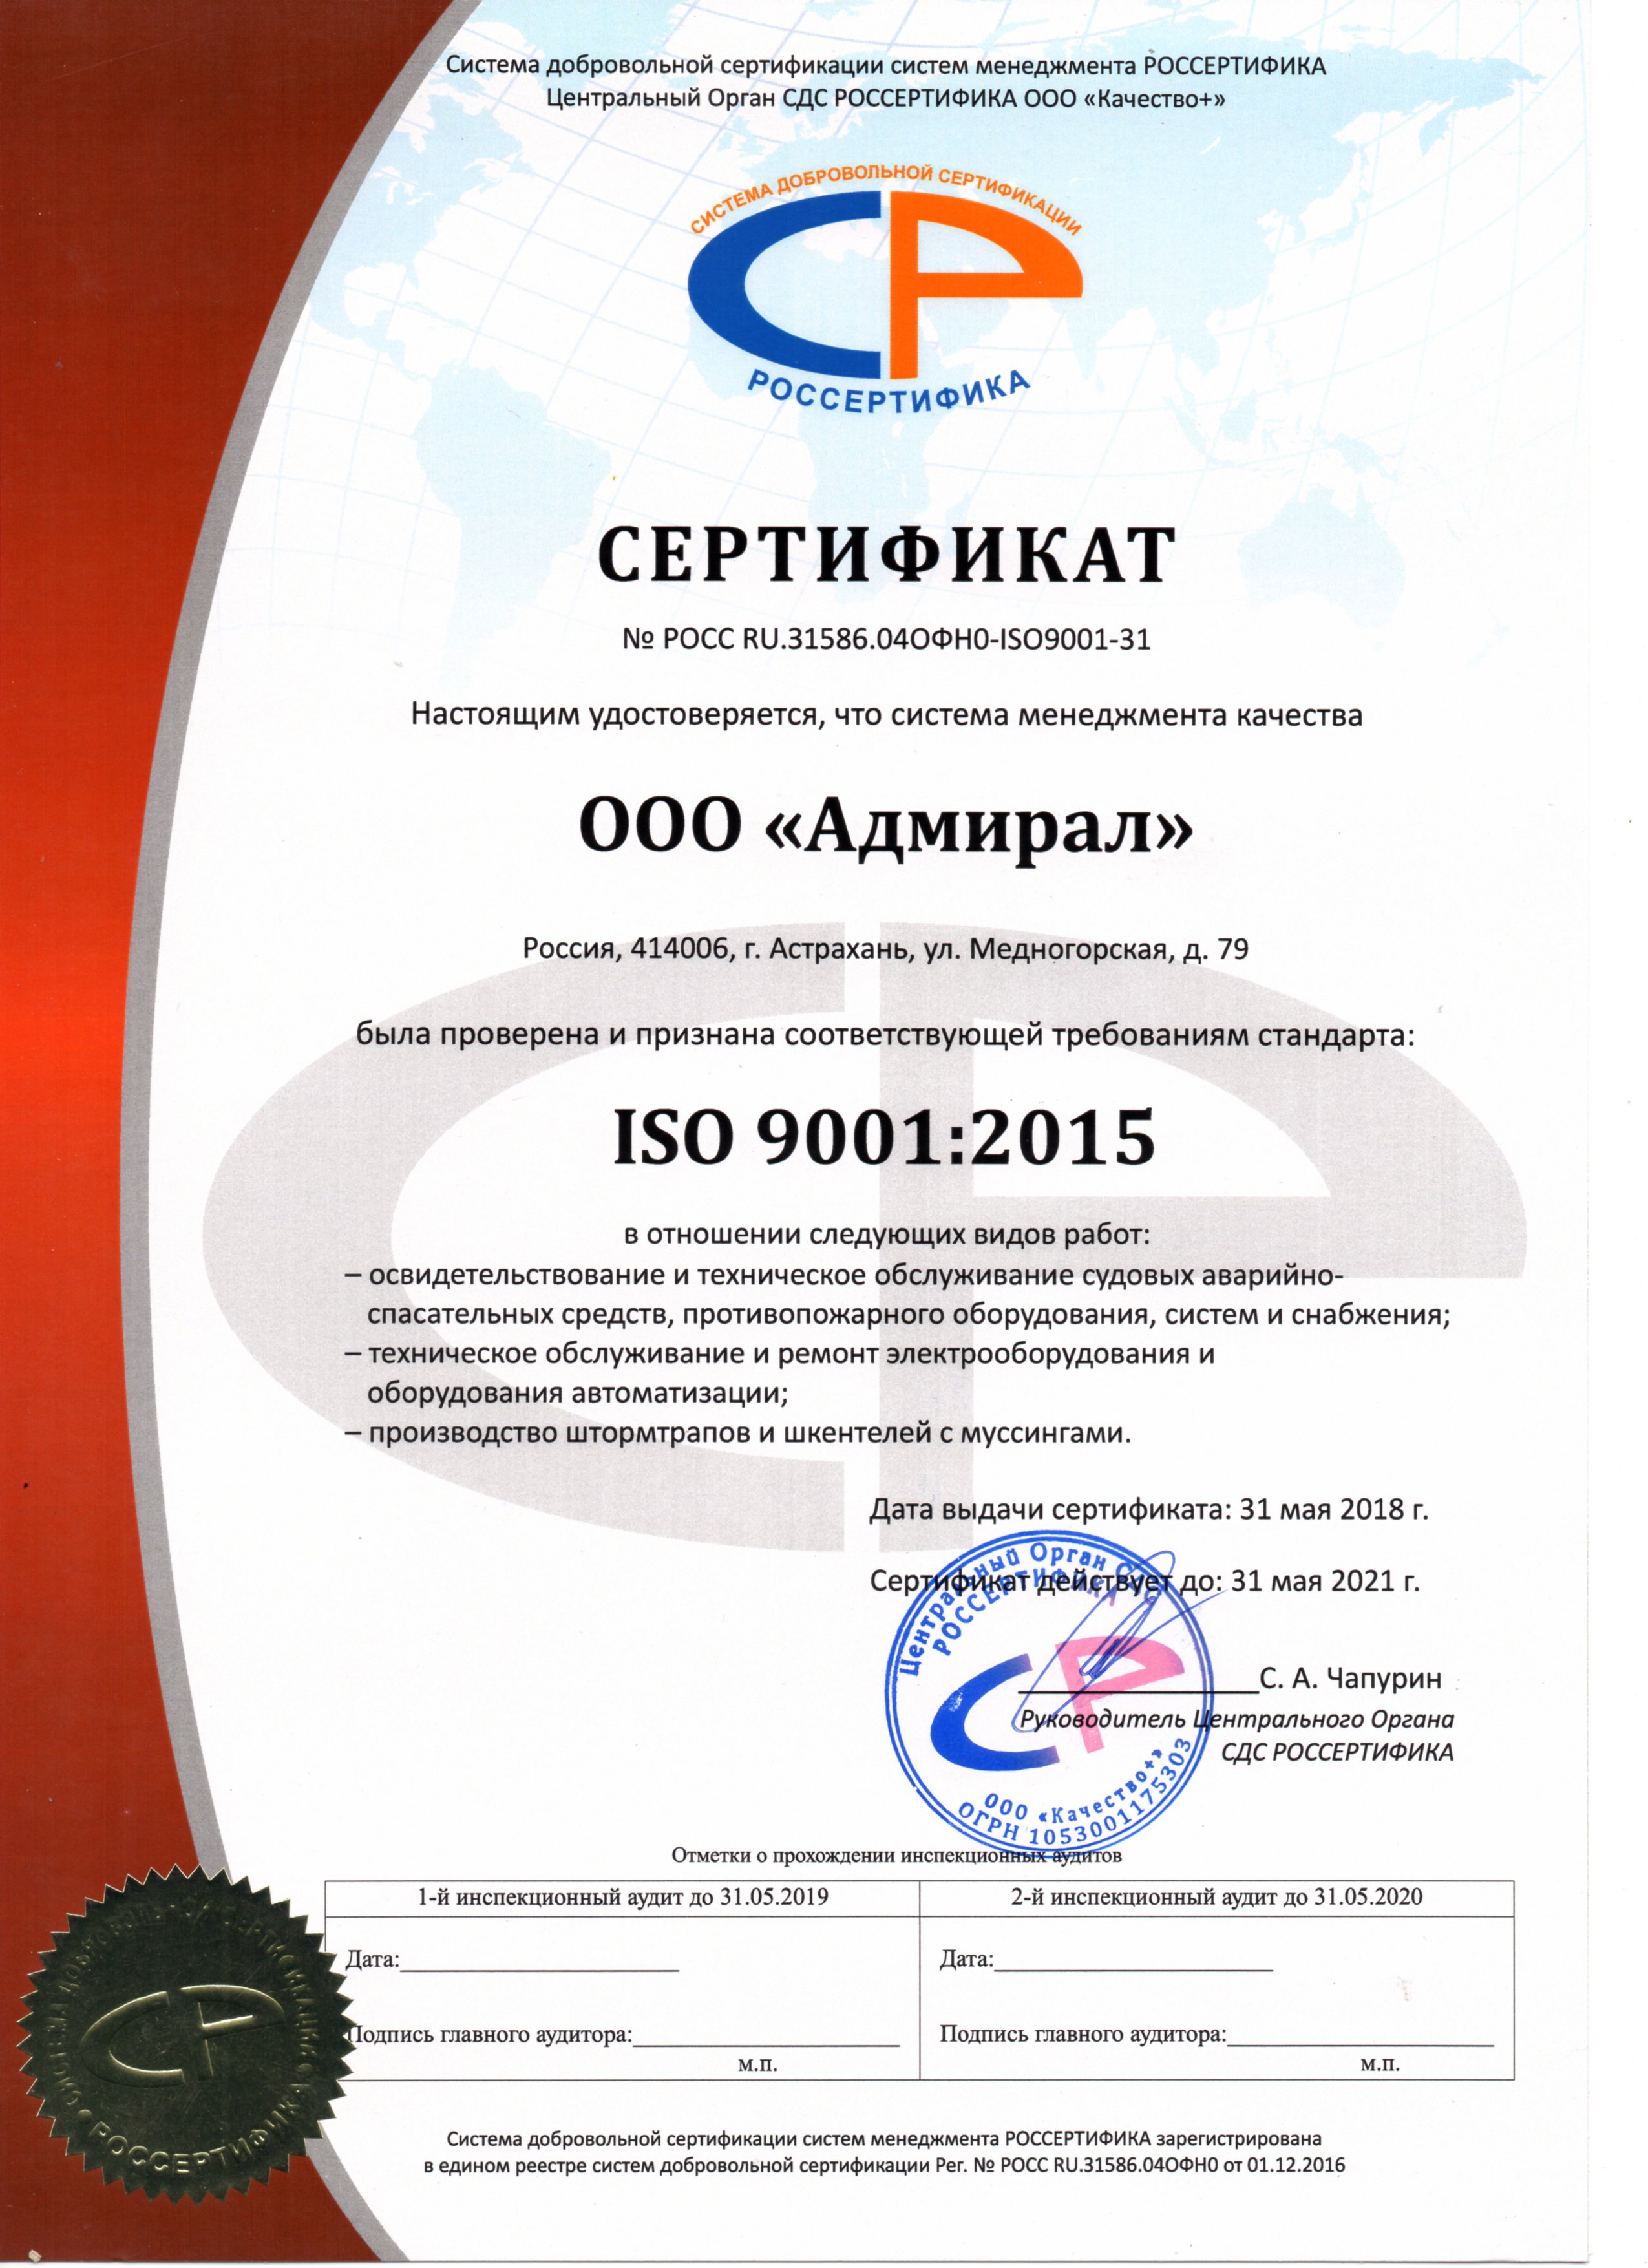 Система добровольной сертификации систем менеджмента РОССЕРТИФИКА
Центральный Орган СДС РОССЕРТИФИКА ООО «Качество+»
СИСТЕМА ДОБРОВОЛЬНОЙ СЕРТИФИКАЦИИ
СР
РОССЕРТИФИКА
СЕРТИФИКАТ
№ РОСС RU.31586.04ОФН0-ISO9001-31
Настоящим удостоверяется, что система менеджмента качества
ООО «Адмирал»
Россия, 414006, г. Астрахань, ул. Медногорская, д. 79
была проверена и признана соответствующей требованиям стандарта:
ISO 9001:2015
в отношении следующих видов работ:
– освидетельствование и техническое обслуживание судовых аварийно-
спасательных средств, противопожарного оборудования, систем и снабжения;
– техническое обслуживание и ремонт электрооборудования и
оборудования автоматизации;
– производство штормтрапов и шкентелей с муссингами.
Дата выдачи сертификата: 31 мая 2018 г.
Сертификат действует до: 31 мая 2021 г.
Центральный Орган СДС
РОССЕРТИФИКА
СР
ООО «Качество+»
ОГРН 1053001175303
С. А. Чапурин
Руководитель Центрального Органа
СДС РОССЕРТИФИКА
Отметки о прохождении инспекционных аудитов
1-й инспекционный аудит до 31.05.2019 2-й инспекционный аудит до 31.05.2020
Дата: Дата:
Подпись главного аудитора: Подпись главного аудитора:
м.п. м.п.
СИСТЕМА ДОБРОВОЛЬНОЙ СЕРТИФИКАЦИИ
СР
РОССЕРТИФИКА
Система добровольной сертификации систем менеджмента РОССЕРТИФИКА зарегистрирована
в едином реестре систем добровольной сертификации Рег. № РОСС RU.31586.04ОФН0 от 01.12.2016